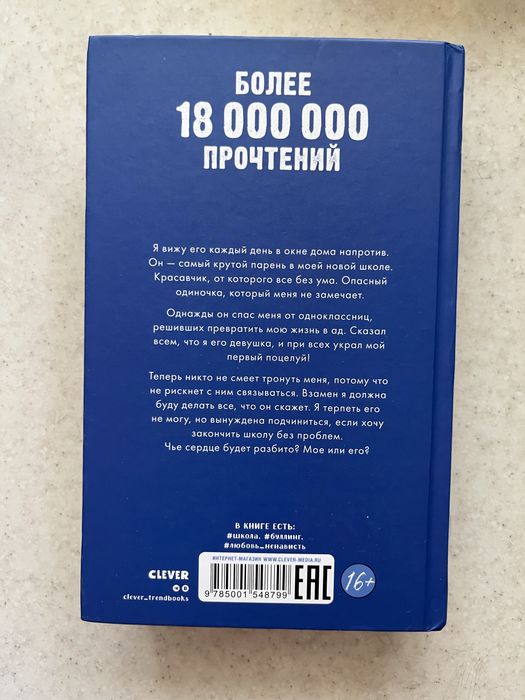 БОЛЕЕ
18 000 000
ПРОЧТЕНИЙ
Я вижу его каждый день в окне дома напротив.
Он — самый крутой парень в моей новой школе.
Красавчик, от которого все без ума. Опасный
одиночка, который меня не замечает.
Однажды он спас меня от одноклассниц,
решивших превратить мою жизнь в ад. Сказал
всем, что я его девушка, и при всех украл мой
первый поцелуй!
Теперь никто не смеет тронуть меня, потому что
не рискнет с ним связываться. Взамен я должна
буду делать все, что он скажет. Я терпеть его
не могу, но вынуждена подчиниться, если хочу
закончить школу без проблем.
Чье сердце будет разбито? Мое или его?
В КНИГЕ ЕСТЬ:
#школа. #буллинг.
#любовь_ненависть
ИНТЕРНЕТ-МАГАЗИН WWW.CLEVER-MEDIA.RU
CLEVER
clever_trendbooks
9 785001 548799
EAC
16+